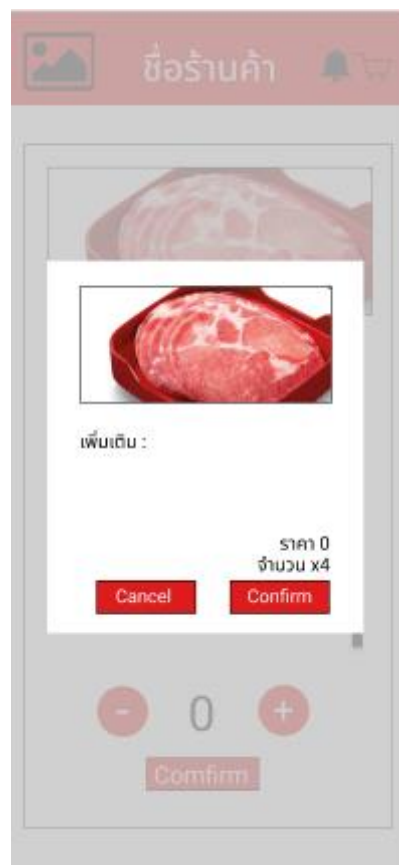 ชื่อร้านค้า
เพิ่มเติม :
ราคา 0
จำนวน x4
Cancel Confirm
- 0 +
Comfirm